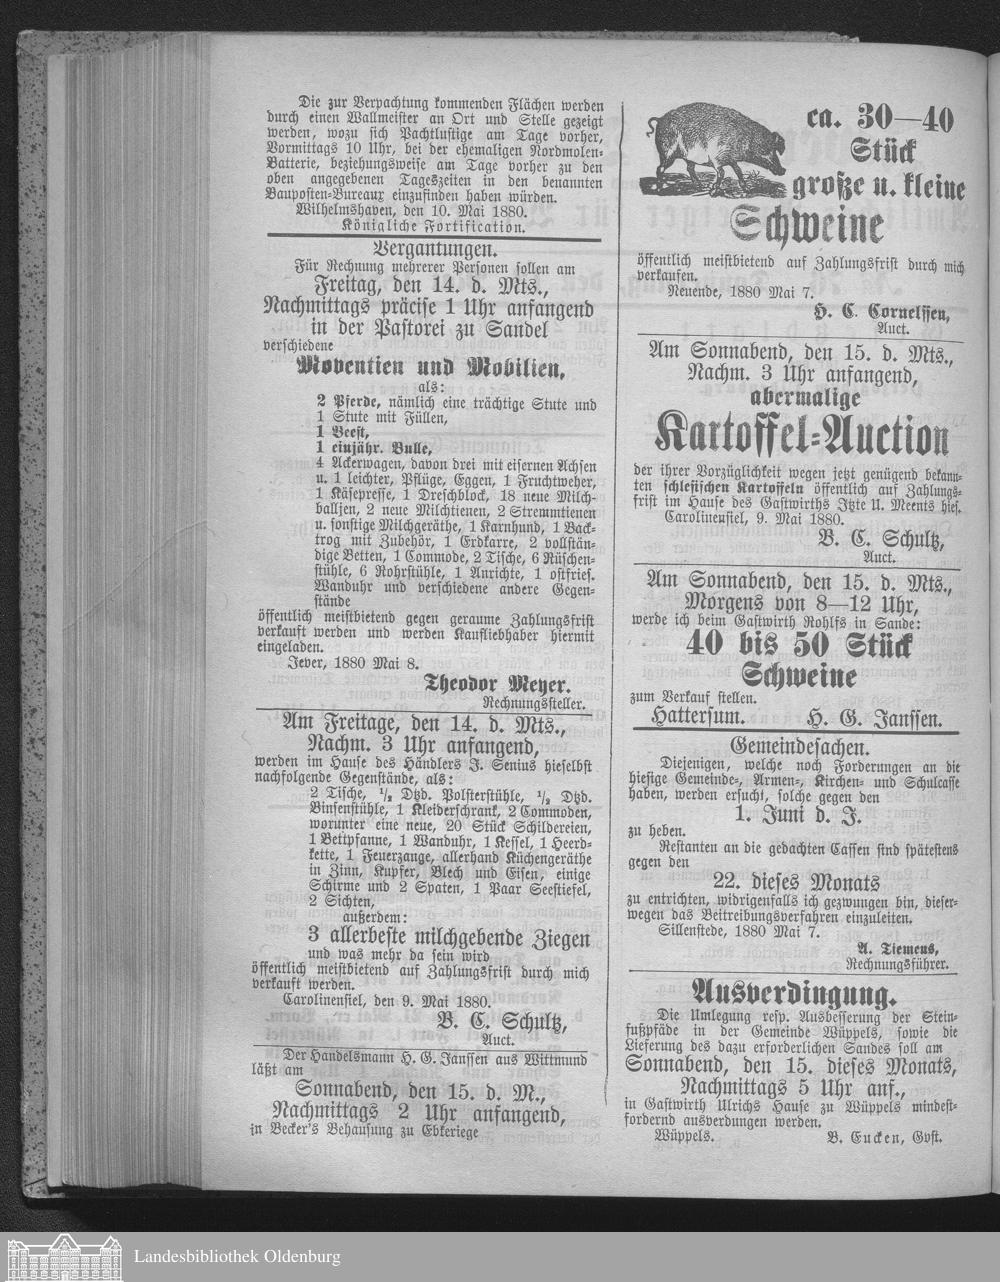 Die zur Verpachtung kommenden Flächen werden
durch einen Wallmeister an Ort und Stelle gezeigt
werden, wozu sich Pachtlustige am Tage vorher,
Vormittags 10 Uhr, bei der ehemaligen Nordmolen-
Batterie, beziehungsweise am Tage vorher zu den
oben angegebenen Tageszeiten in den benannten
Bauposten-Bureaux einzufinden haben würden.
Wilhelmshaven, den 10. Mai 1880.
Königliche Fortification.
Vergantungen.
Für Rechnung mehrerer Personen sollen am
Freitag, den 14. d. Mts.,
Nachmittags präcise 1 Uhr anfangend
in der Pastorei zu Sandel
verschiedene
Moventien und Mobilien,
als:
2 Pferde, nämlich eine trächtige Stute und
1 Stute mit Füllen,
1 Beest,
1 einjähr. Bulle,
4 Ackerwagen, davon drei mit eisernen Achsen
u. 1 leichter, Pflüge, Eggen, 1 Fruchtweher,
1 Käsepresse, 1 Dreschblock, 18 neue Milch-
balljen, 2 neue Milchtienen, 2 Stremmtienen
u. sonstige Milchgeräthe, 1 Karnhund, 1 Back-
trog mit Zubehör, 1 Erdkarre, 2 vollstän-
dige Betten, 1 Commode, 2 Tische, 6 Rüschen-
stühle, 6 Rohrstühle, 1 Anrichte, 1 ostfries.
Wanduhr und verschiedene andere Gegen-
stände
öffentlich meistbietend gegen geraume Zahlungsfrist
verkauft werden und werden Kaufliebhaber hiermit
eingeladen.
Jever, 1880 Mai 8.
Theodor Meyer.
Rechnungssteller.
Am Freitage, den 14. d. Mts.,
Nachm. 3 Uhr anfangend,
werden im Hause des Händlers J. Senius hieselbst
nachfolgende Gegenstände, als:
2 Tische, 1/2 Dtzd. Polsterstühle, 1/2 Dtzd.
Binsenstühle, 1 Kleiderschrank, 2 Commoden,
worunter eine neue, 20 Stück Schildereien,
1 Bettpfanne, 1 Wanduhr, 1 Kessel, 1 Heerd-
kette, 1 Feuerzange, allerhand Küchengeräthe
in Zinn, Kupfer, Blech und Eisen, einige
Schirme und 2 Spaten, 1 Paar Seestiefel,
2 Sichten,
außerdem:
3 allerbeste milchgebende Ziegen
und was mehr da sein wird
öffentlich meistbietend auf Zahlungsfrist durch mich
verkauft werden.
Carolinensiel, den 9. Mai 1880.
B. C. Schultz,
Auct.
Der Handelsmann H. G. Janssen aus Wittmund
läßt am
Sonnabend, den 15. d. M.,
Nachmittags 2 Uhr anfangend,
in Becker's Behausung zu Ebkeriege
ca. 30—40
Stück
große u. kleine
Schweine
öffentlich meistbietend auf Zahlungsfrist durch mich
verkaufen.
Neuende, 1880 Mai 7.
H. C. Cornelssen,
Auct.
Am Sonnabend, den 15. d. Mts.,
Nachm. 3 Uhr anfangend,
abermalige
Kartoffel-Auction
der ihrer Vorzüglichkeit wegen jetzt genügend bekann-
ten schlesischen Kartoffeln öffentlich auf Zahlungs-
frist im Hause des Gastwirths Itzte U. Meents hies.
Carolinensiel, 9. Mai 1880.
B. C. Schultz,
Auct.
Am Sonnabend, den 15. d. Mts.,
Morgens von 8—12 Uhr,
werde ich beim Gastwirth Rohlfs in Sande:
40 bis 50 Stück
Schweine
zum Verkauf stellen.
Hattersum. H. G. Janssen.
Gemeindesachen.
Diejenigen, welche noch Forderungen an die
hiesige Gemeinde-, Armen-, Kirchen- und Schulcasse
haben, werden ersucht, solche gegen den
1. Juni d. J.
zu heben.
Restanten an die gedachten Cassen sind spätestens
gegen den
22. dieses Monats
zu entrichten, widrigenfalls ich gezwungen bin, dieser-
wegen das Beitreibungsverfahren einzuleiten.
Sillenstede, 1880 Mai 7.
A. Tiemens,
Rechnungsführer.
Ausverdingung.
Die Umlegung resp. Ausbesserung der Stein-
fußpfäde in der Gemeinde Wüppels, sowie die
Lieferung des dazu erforderlichen Sandes soll am
Sonnabend, den 15. dieses Monats,
Nachmittags 5 Uhr anf.,
in Gastwirth Ulrichs Hause zu Wüppels mindest-
fordernd ausverdungen werden.
Wüppels. B. Eucken, Gvst.
Landesbibliothek Oldenburg